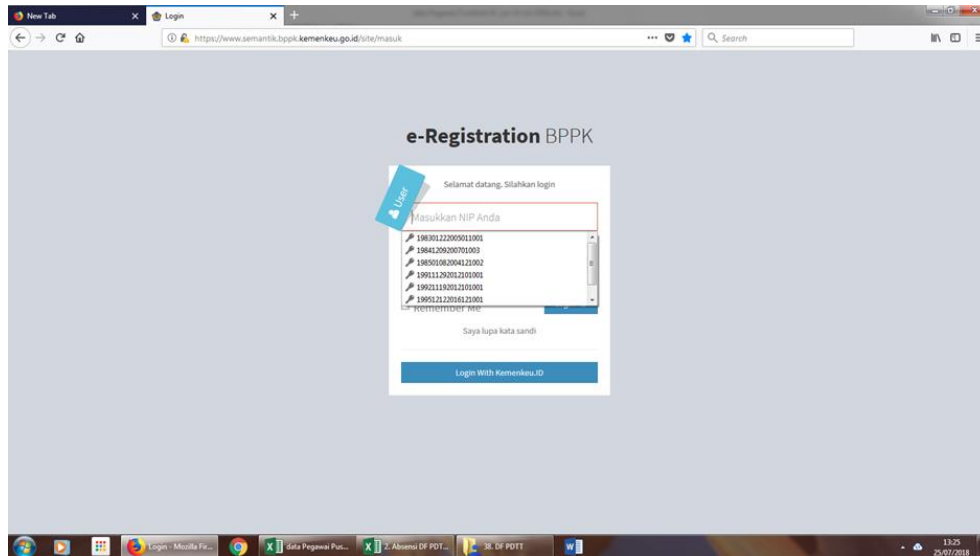 New Tab
Login
https://www.semantik.bppk.kemenkeu.go.id/site/masuk
Search
e-Registration BPPK
User
Selamat datang. Silahkan login
Masukkan NIP Anda
198301222005011001
19841209200701003
198501082004121002
199111292012101001
199211192012101001
199512122016121001
Remember Me
Saya lupa kata sandi
Login With Kemenkeu.ID
Login - Mozilla Fire...
data Pegawai Pus...
2. Absensi DF PDT...
38. DF PDTT
13:25
25/07/2018